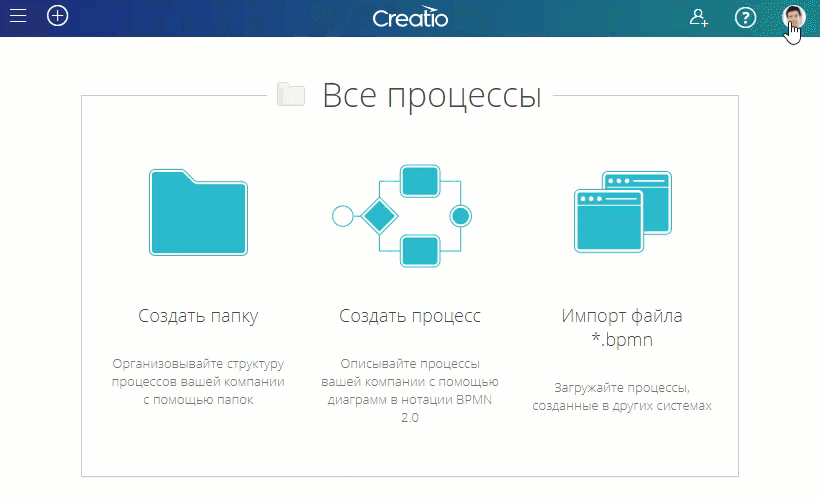 Creatio
Все процессы
Создать папку
Организовывайте структуру
процессов вашей компании
с помощью папок
Создать процесс
Описывайте процессы
вашей компании с помощью
диаграмм в нотации BPMN
2.0
Импорт файла
*.bpmn
Загружайте процессы,
созданные в других системах